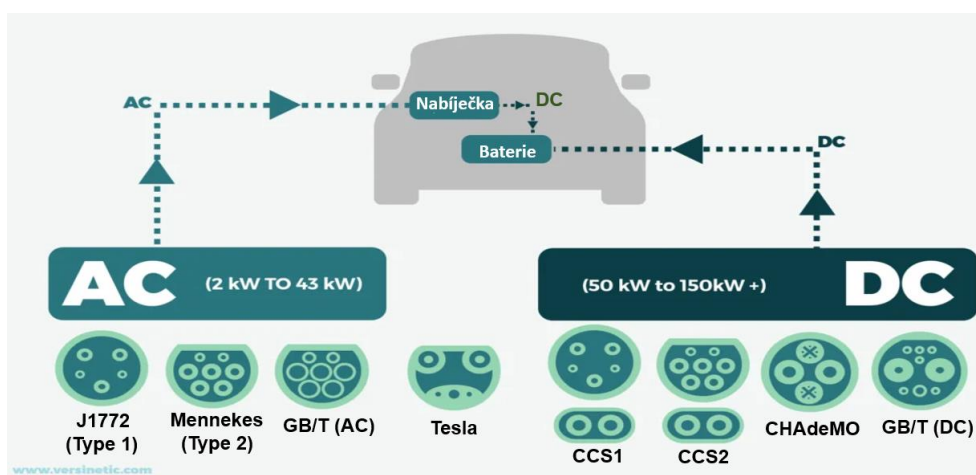 AC
Nabíječka
DC
Baterie
DC
AC (2 kW TO 43 kW)
(50 kW to 150kW +) DC
J1772
(Type 1)
Mennekes
(Type 2)
GB/T (AC)
Tesla
CCS1
CCS2
CHAdeMO
GB/T (DC)
www.versinetic.com